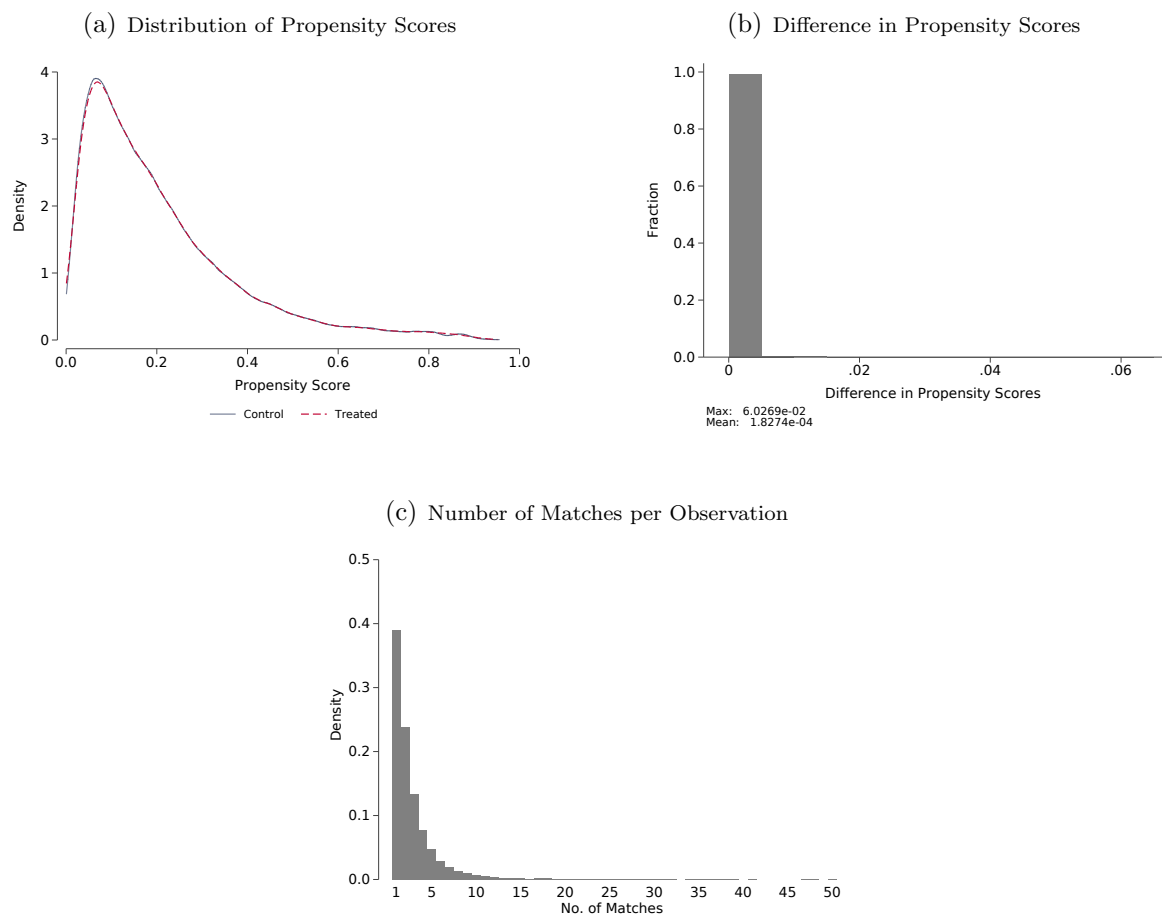 (a) Distribution of Propensity Scores
4
3
2
1
0
Density
0.0 0.2 0.4 0.6 0.8 1.0
Propensity Score
Control Treated
(b) Difference in Propensity Scores
1.0
0.8
0.6
0.4
0.2
0.0
Fraction
0 .02 .04 .06
Difference in Propensity Scores
Max: 6.0269e-02
Mean: 1.8274e-04
(c) Number of Matches per Observation
0.5
0.4
0.3
0.2
0.1
0.0
Density
1 5 10 15 20 25 30 35 40 45 50
No. of Matches